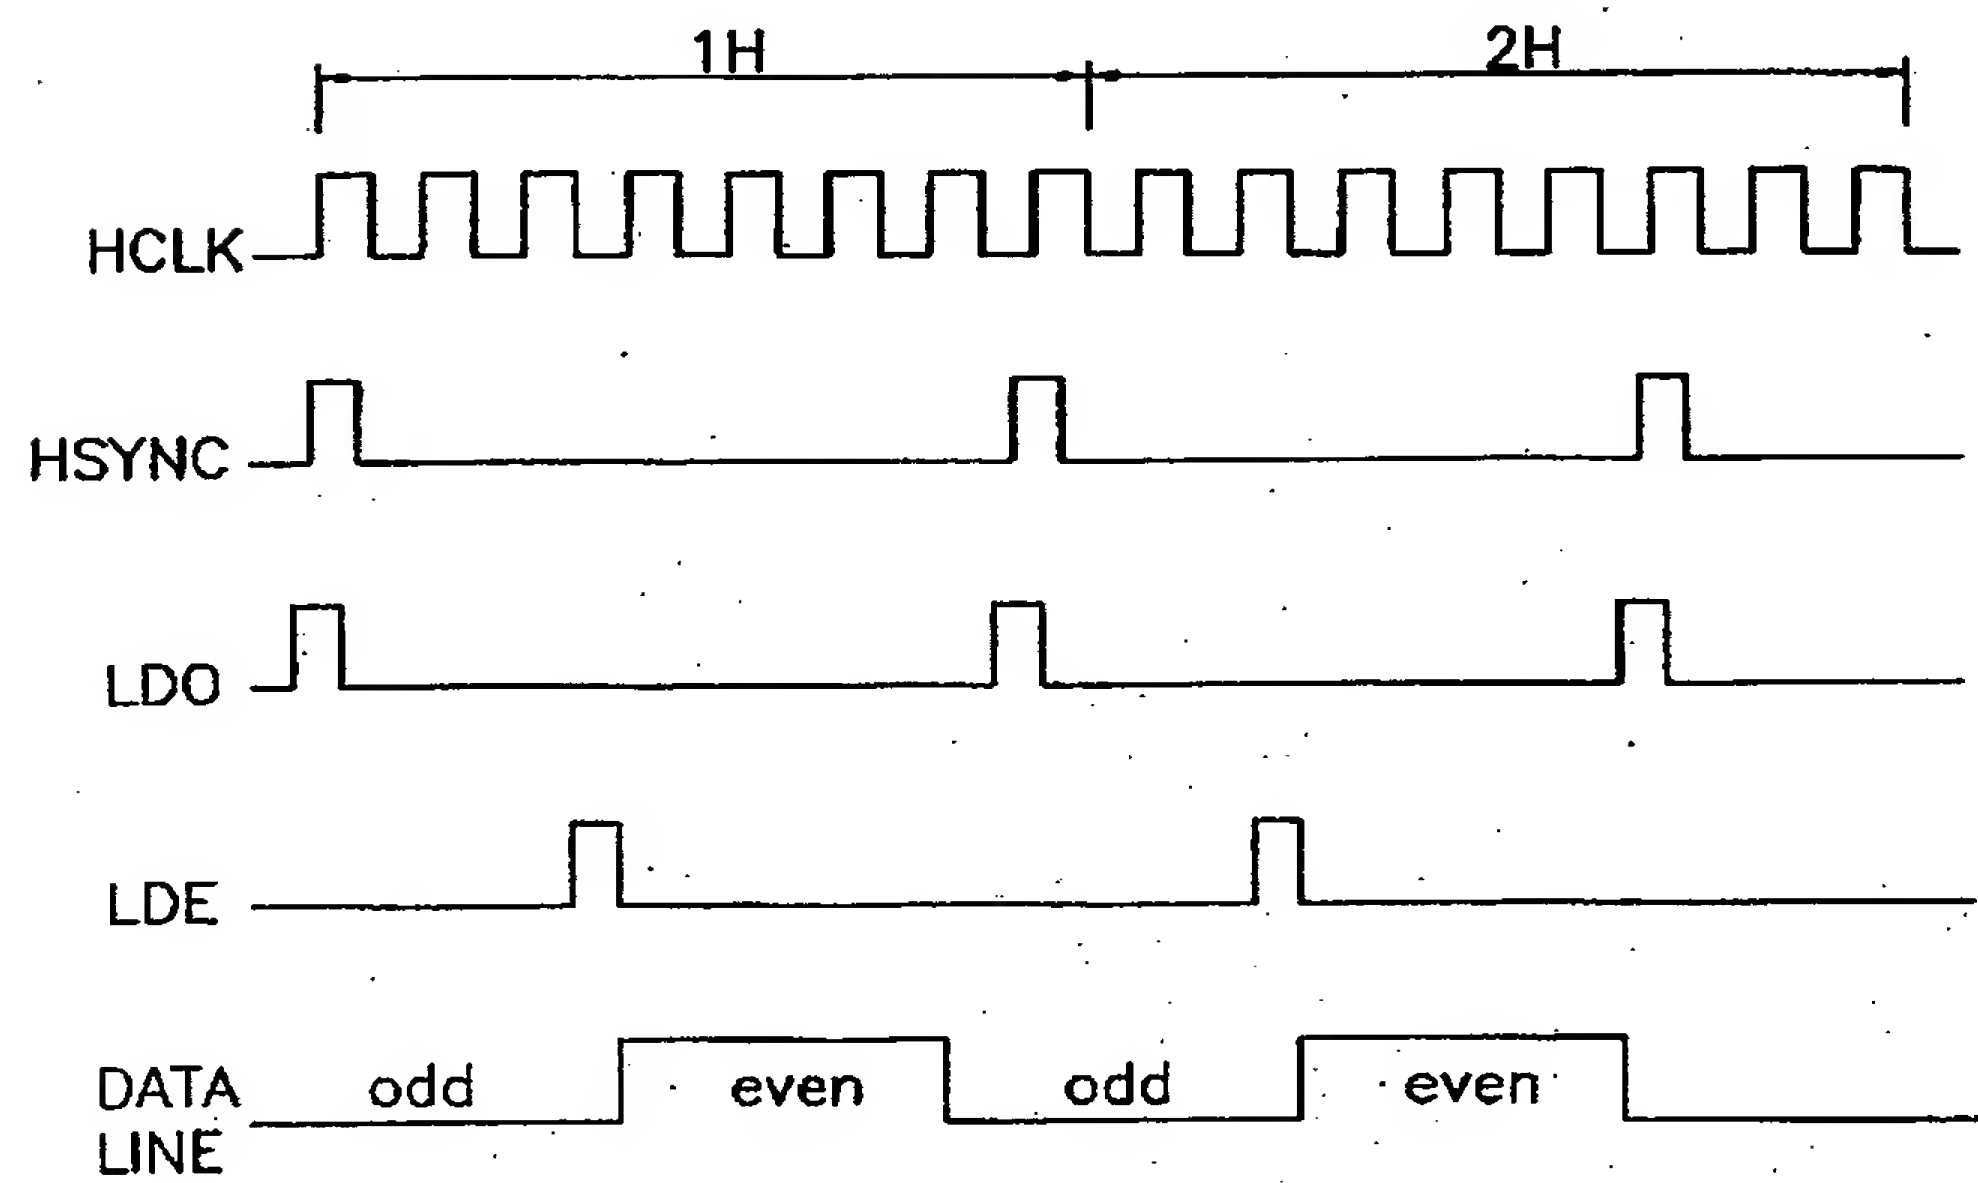 1H 2H
HCLK
HSYNC
LDO
LDE
DATA LINE
odd even odd even